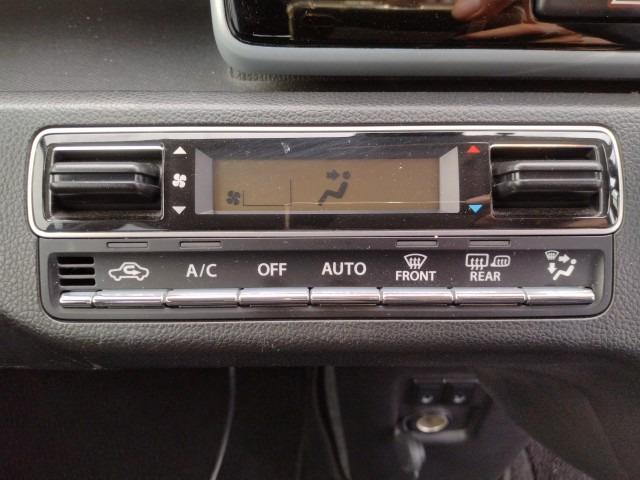 A/C OFF AUTO FRONT REAR